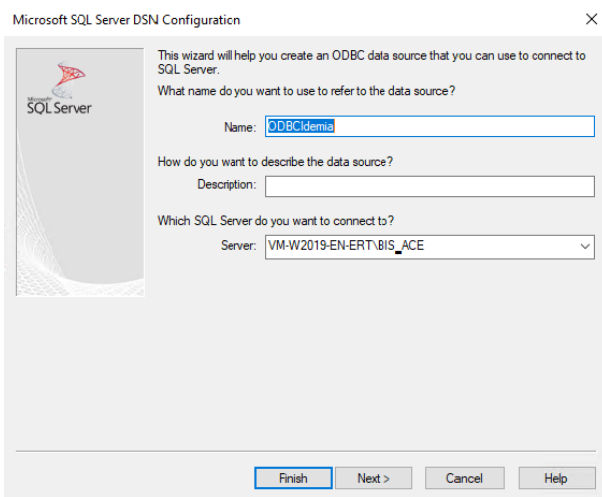 Microsoft SQL Server DSN Configuration
This wizard will help you create an ODBC data source that you can use to connect to
SQL Server.
What name do you want to use to refer to the data source?
Name: ODBCIdemia
How do you want to describe the data source?
Description:
Which SQL Server do you want to connect to?
Server: VM-W2019-EN-ERT\BIS_ACE
Microsoft
SQL Server
Finish
Next >
Cancel
Help